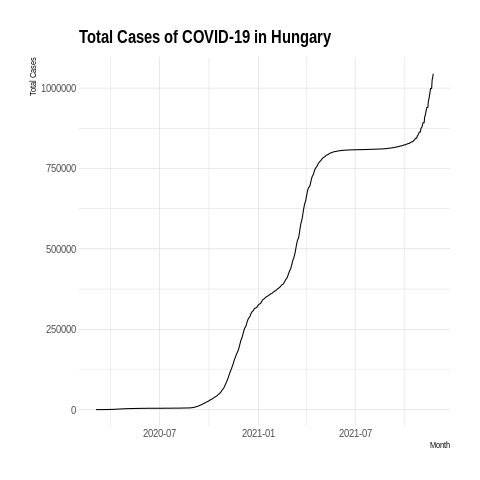 Total Cases of COVID-19 in Hungary
Total Cases
1000000
750000
500000
250000
0
2020-07
2021-01
2021-07
Month